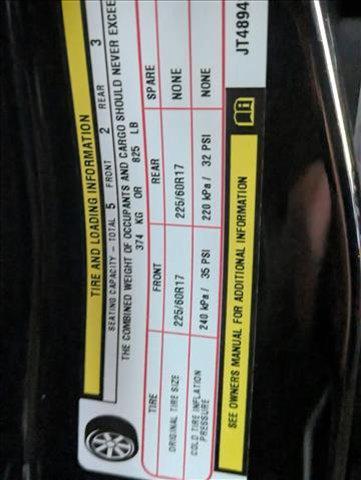 TIRE AND LOADING INFORMATION
SEATING CAPACITY - TOTAL 5 FRONT 2 REAR 3
THE COMBINED WEIGHT OF OCCUPANTS AND CARGO SHOULD NEVER EXCEE
374 KG OR 825 LB
TIRE FRONT REAR SPARE
ORIGINAL TIRE SIZE 225/60R17 225/60R17 NONE
COLD TIRE INFLATION
PRESSURE 240 kPa / 35 PSI 220 kPa / 32 PSI NONE
SEE OWNERS MANUAL FOR ADDITIONAL INFORMATION
JT4894